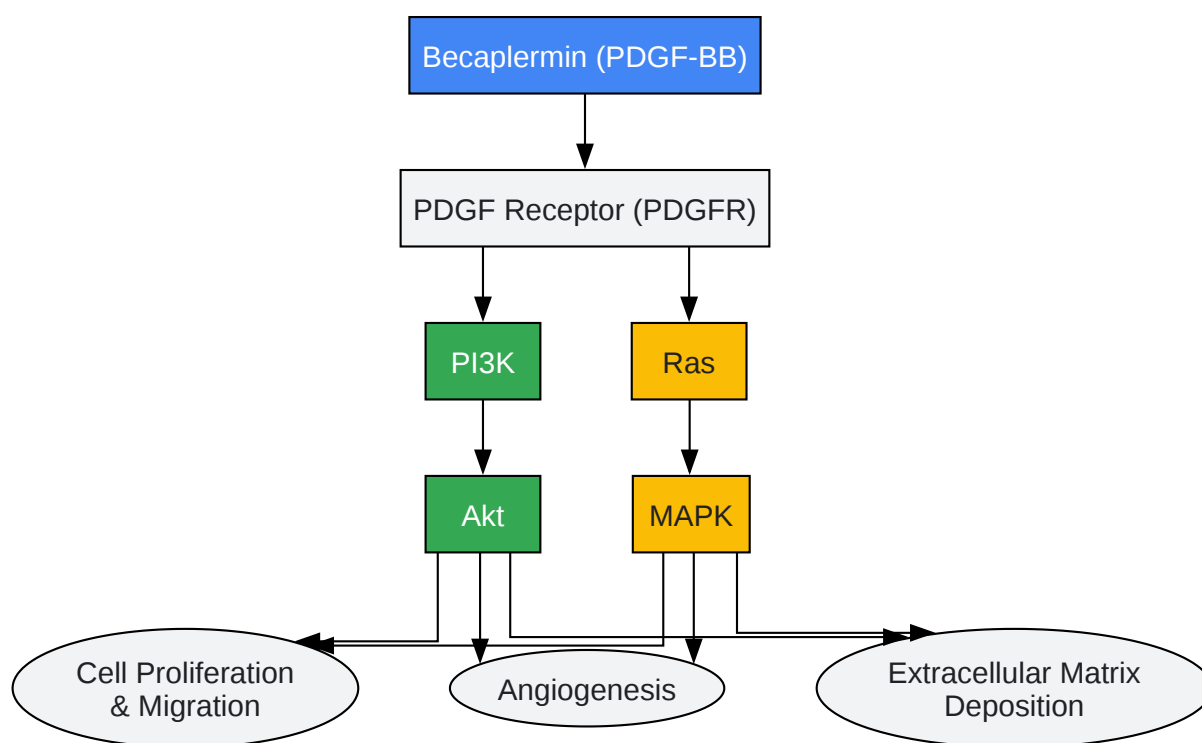 Becaplermin (PDGF-BB)
PDGF Receptor (PDGFR)
PI3K
Ras
Akt
MAPK
Cell Proliferation
& Migration
Angiogenesis
Extracellular Matrix
Deposition